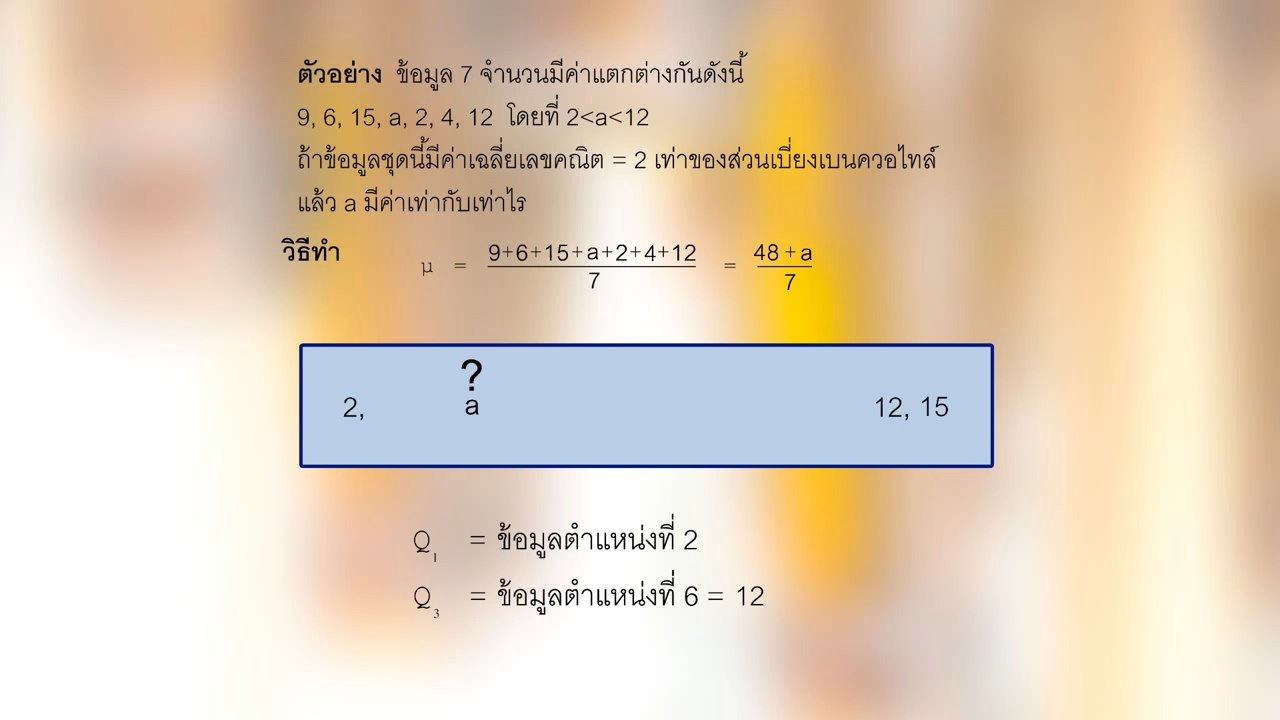 ตัวอย่าง ข้อมูล 7 จำนวนมีค่าแตกต่างกันดังนี้
9, 6, 15, a, 2, 4, 12 โดยที่ 2<a<12
ถ้าข้อมูลชุดนี้มีค่าเฉลี่ยเลขคณิต = 2 เท่าของส่วนเบี่ยงเบนควอไทล์
แล้ว a มีค่าเท่ากับเท่าไร
วิธีทำ μ = (9+6+15+a+2+4+12)/7 = (48+a)/7
?
2, a 12, 15
Q₁ = ข้อมูลตำแหน่งที่ 2
Q₃ = ข้อมูลตำแหน่งที่ 6 = 12